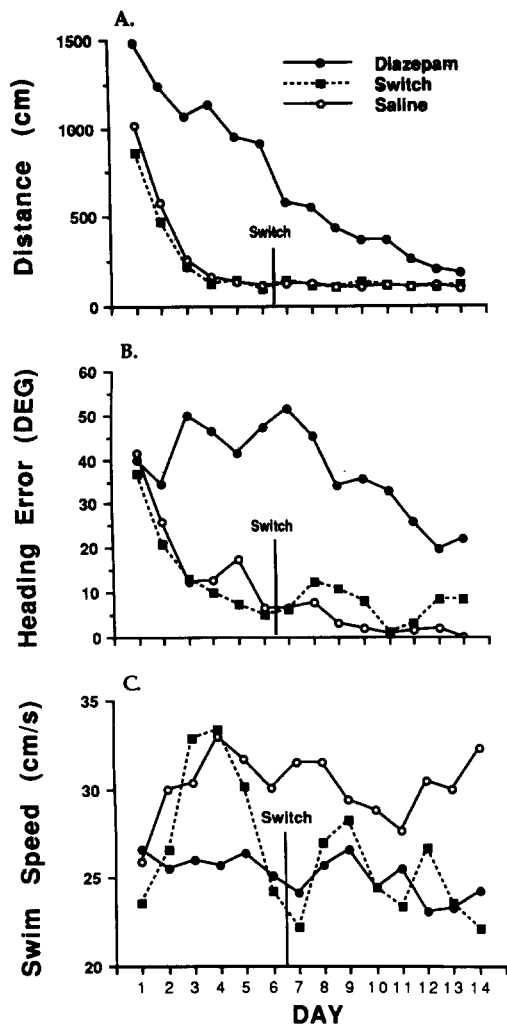 A.
Distance (cm)
1500
1000
500
0
Diazepam
Switch
Saline
Switch
B.
Heading Error (DEG)
60
50
40
30
20
10
0
Switch
C.
Swim Speed (cm/s)
35
30
25
20
Switch
1 2 3 4 5 6 7 8 9 10 11 12 13 14
DAY